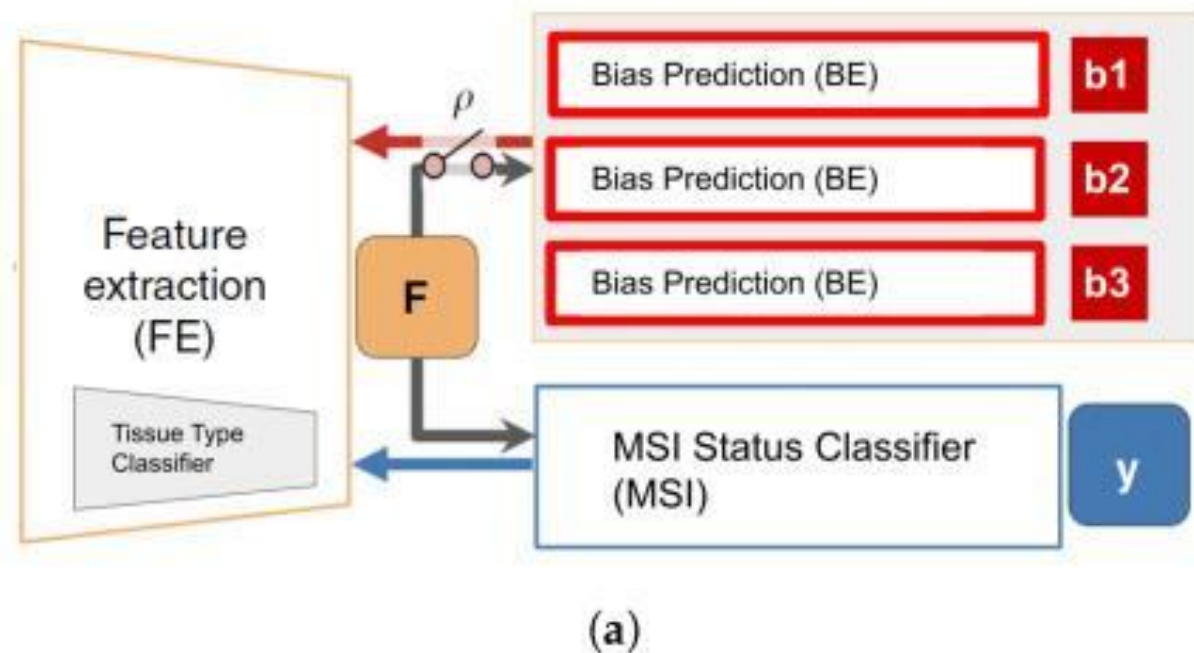 Feature
extraction
(FE)
Tissue Type
Classifier
ρ
F
Bias Prediction (BE)
b1
Bias Prediction (BE)
b2
Bias Prediction (BE)
b3
MSI Status Classifier
(MSI)
y
(a)